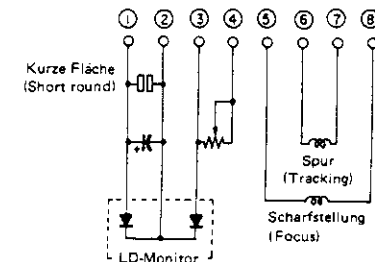 ① ② ③ ④ ⑤ ⑥ ⑦ ⑧
Kurze Fläche
(Short round)
+
Spur
(Tracking)
Scharfstellung
(Focus)
LD-Monitor